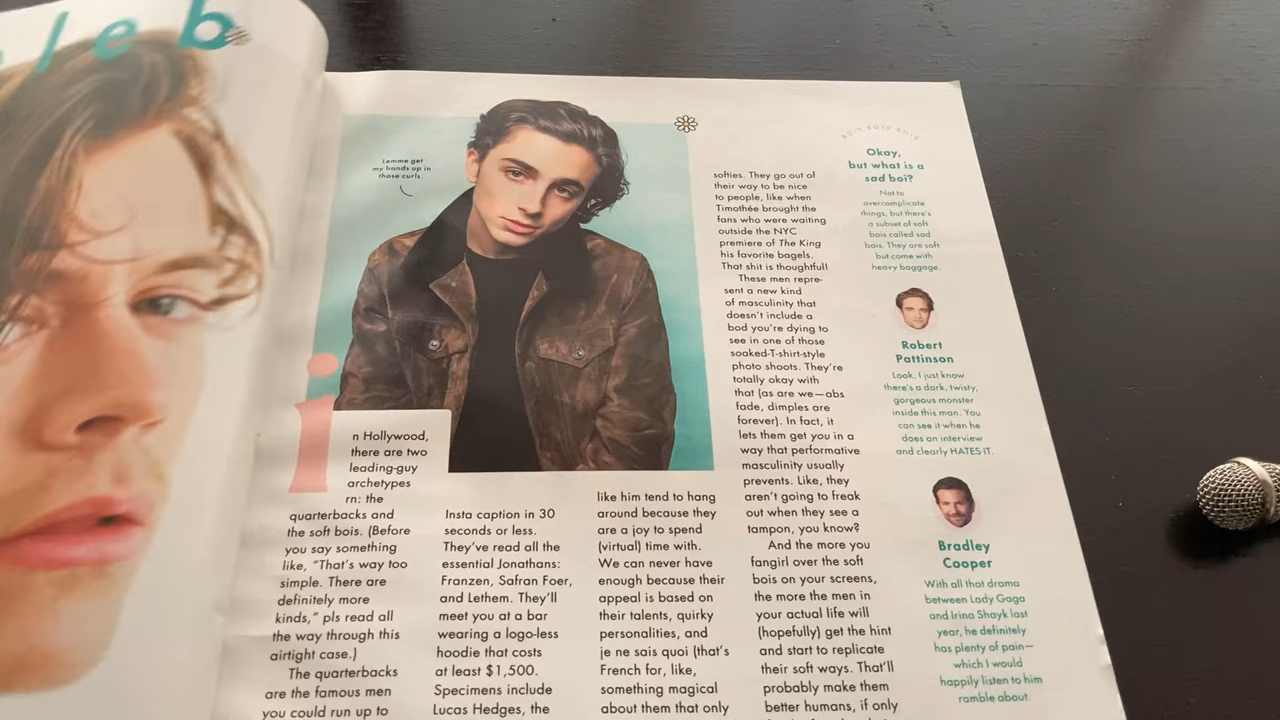 leb
Lemme get
my hands up in
those curls.
in Hollywood,
there are two
leading-guy
archetypes
rn: the
quarterbacks and
the soft bois. (Before
you say something
like, “That’s way too
simple. There are
definitely more
kinds,” pls read all
the way through this
airtight case.)
The quarterbacks
are the famous men
you could run up to
Insta caption in 30
seconds or less.
They’ve read all the
essential Jonathans:
Franzen, Safran Foer,
and Lethem. They’ll
meet you at a bar
wearing a logo-less
hoodie that costs
at least $1,500.
Specimens include
Lucas Hedges, the
like him tend to hang
around because they
are a joy to spend
(virtual) time with.
We can never have
enough because their
appeal is based on
their talents, quirky
personalities, and
je ne sais quoi (that’s
French for, like,
something magical
about them that only
softies. They go out of
their way to be nice
to people, like when
Timothée brought the
fans who were waiting
outside the NYC
premiere of The King
his favorite bagels.
That shit is thoughtful!
These men repre-
sent a new kind
of masculinity that
doesn’t include a
bod you’re dying to
see in one of those
soaked-T-shirt-style
photo shoots. They’re
totally okay with
that (as are we—abs
fade, dimples are
forever). In fact, it
lets them get you in a
way that performative
masculinity usually
prevents. Like, they
aren’t going to freak
out when they see a
tampon, you know?
And the more you
fangirl over the soft
bois on your screens,
the more the men in
your actual life will
(hopefully) get the hint
and start to replicate
their soft ways. That’ll
probably make them
better humans, if only
BOIS BOIS BOIS
Okay,
but what is a
sad boi?
Not to
overcomplicate
things, but there’s
a subset of soft
bois called sad
bois. They are soft
but come with
heavy baggage.
Robert
Pattinson
Look, I just know
there’s a dark, twisty,
gorgeous monster
inside this man. You
can see it when he
does an interview
and clearly HATES IT.
Bradley
Cooper
With all that drama
between Lady Gaga
and Irina Shayk last
year, he definitely
has plenty of pain—
which I would
happily listen to him
ramble about.